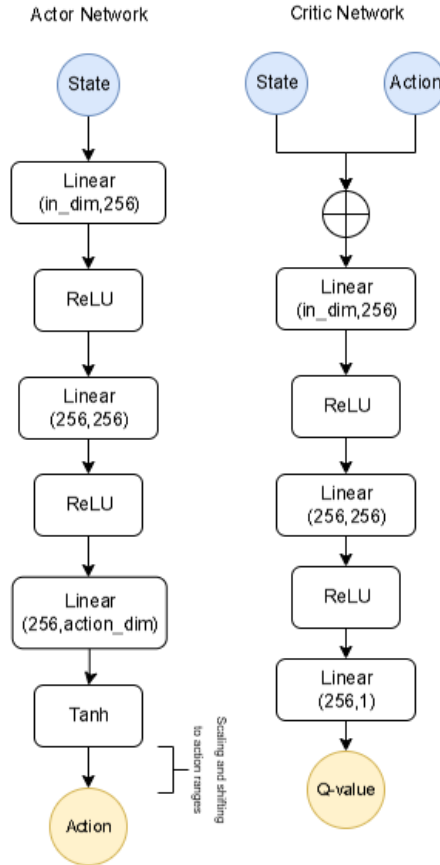 Actor Network
State
Linear
(in_dim,256)
ReLU
Linear
(256,256)
ReLU
Linear
(256,action_dim)
Tanh
Scaling and shifting
to action ranges
Action
Critic Network
State
Action
Linear
(in_dim,256)
ReLU
Linear
(256,256)
ReLU
Linear
(256,1)
Q-value